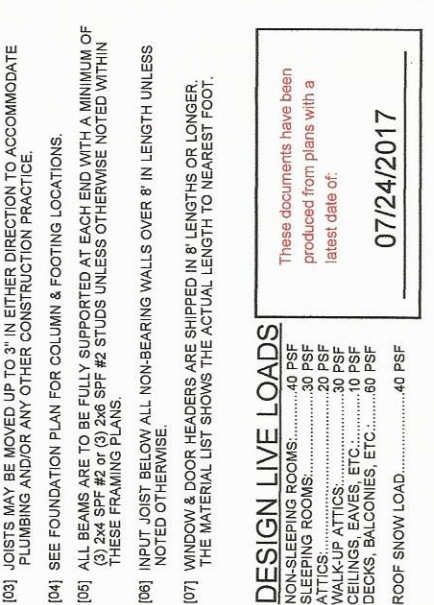 [03] JOISTS MAY BE MOVED UP TO 3" IN EITHER DIRECTION TO ACCOMMODATE
PLUMBING AND/OR ANY OTHER CONSTRUCTION PRACTICE.
[04] SEE FOUNDATION PLAN FOR COLUMN & FOOTING LOCATIONS.
[05] ALL BEAMS ARE TO BE FULLY SUPPORTED AT EACH END WITH A MINIMUM OF
(3) 2x4 SPF #2 or (3) 2x6 SPF #2 STUDS UNLESS OTHERWISE NOTED WITHIN
THESE FRAMING PLANS.
[06] INPUT JOIST BELOW ALL NON-BEARING WALLS OVER 8' IN LENGTH UNLESS
NOTED OTHERWISE.
[07] WINDOW & DOOR HEADERS ARE SHIPPED IN 8' LENGTHS OR LONGER.
THE MATERIAL LIST SHOWS THE ACTUAL LENGTH TO NEAREST FOOT.
DESIGN LIVE LOADS
NON-SLEEPING ROOMS:......40 PSF
SLEEPING ROOMS:..............30 PSF
ATTICS:................................20 PSF
WALK-UP ATTICS:...............30 PSF
CEILINGS, EAVES, ETC.:.....10 PSF
DECKS, BALCONIES, ETC.:..60 PSF
ROOF SNOW LOAD................40 PSF
These documents have been
produced from plans with a
latest date of:
07/24/2017